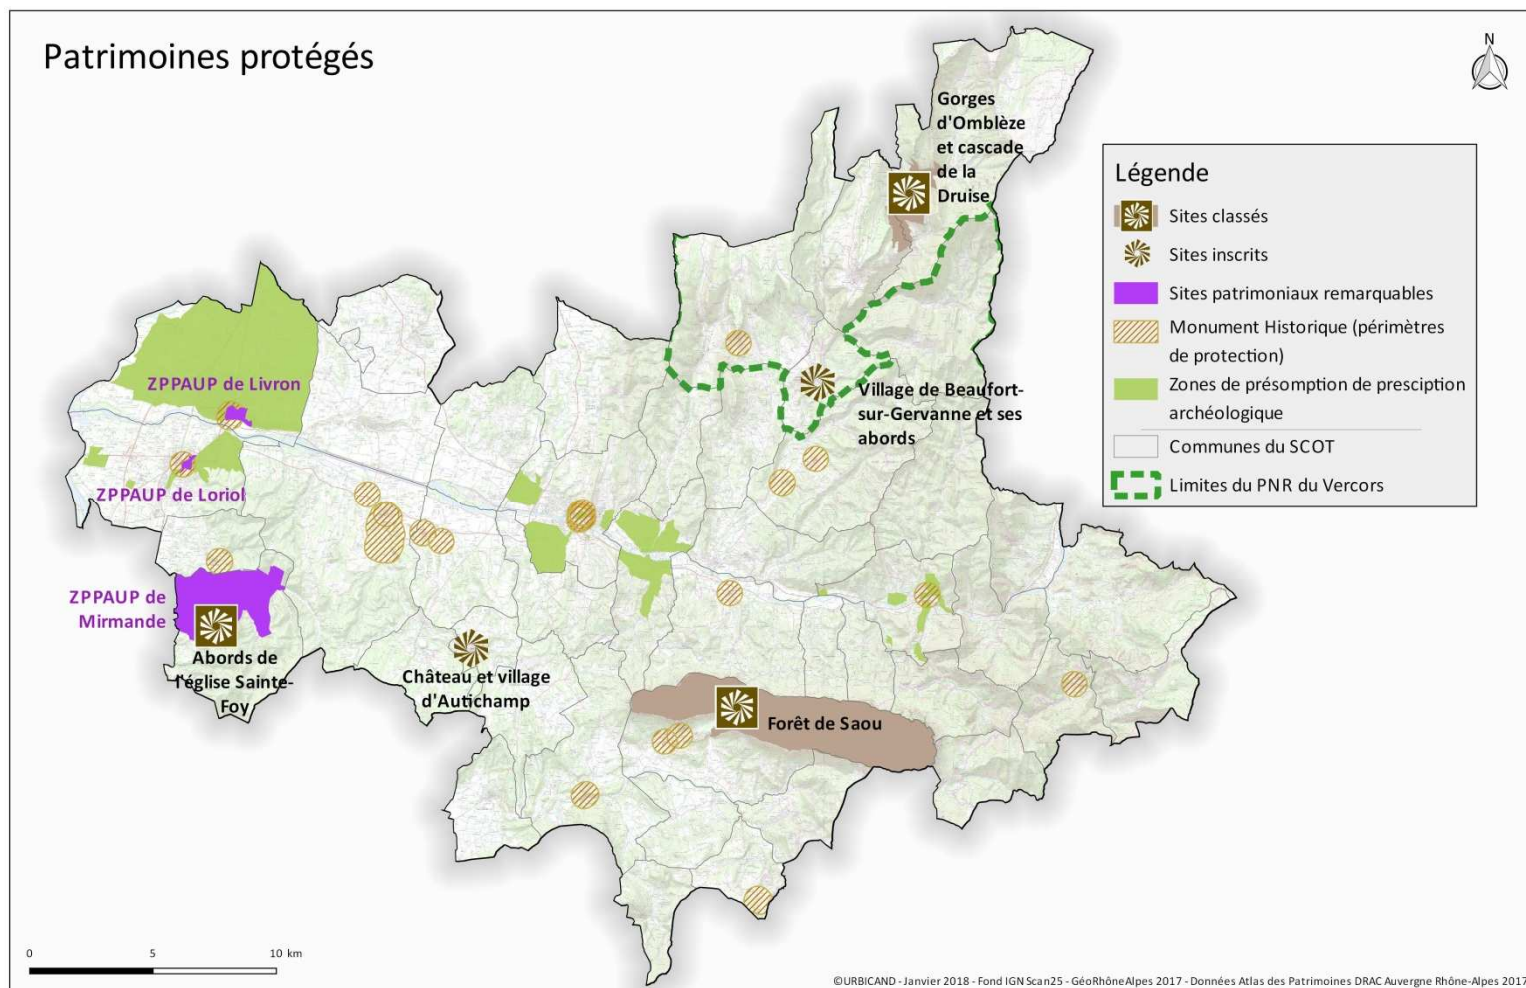 Patrimoines protégés
N
Gorges
d'Omblèze
et cascade
de la
Druise
Légende
Sites classés
Sites inscrits
Sites patrimoniaux remarquables
Monument Historique (périmètres
de protection)
Zones de présomption de presciption
archéologique
Communes du SCOT
Limites du PNR du Vercors
ZPPAUP de Livron
Village de Beaufort-
sur-Gervanne et ses
abords
ZPPAUP de Loriol
ZPPAUP de
Mirmande
Abords de
l'église Sainte-
Foy
Château et village
d'Autichamp
Forêt de Saou
0 5 10 km
©URBICAND - Janvier 2018 - Fond IGN Scan25 - GéoRhôneAlpes 2017 - Données Atlas des Patrimoines DRAC Auvergne Rhône-Alpes 2017